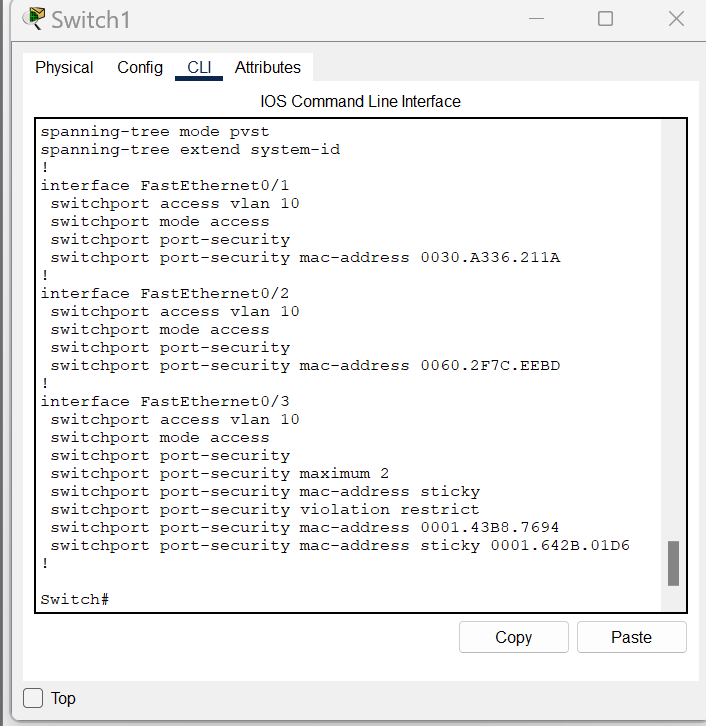 Switch1
Physical Config CLI Attributes
IOS Command Line Interface
spanning-tree mode pvst
spanning-tree extend system-id
!
interface FastEthernet0/1
switchport access vlan 10
switchport mode access
switchport port-security
switchport port-security mac-address 0030.A336.211A
!
interface FastEthernet0/2
switchport access vlan 10
switchport mode access
switchport port-security
switchport port-security mac-address 0060.2F7C.EEBD
!
interface FastEthernet0/3
switchport access vlan 10
switchport mode access
switchport port-security
switchport port-security maximum 2
switchport port-security mac-address sticky
switchport port-security violation restrict
switchport port-security mac-address 0001.43B8.7694
switchport port-security mac-address sticky 0001.642B.01D6
!
Switch#
Copy Paste
Top